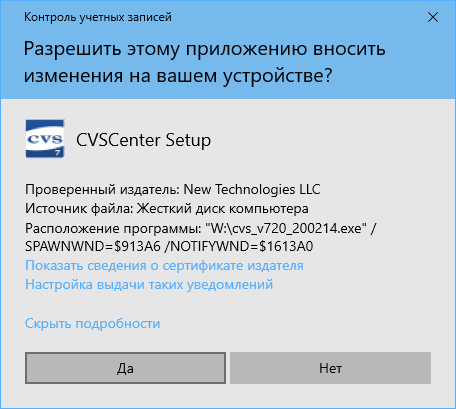 Контроль учетных записей
Разрешить этому приложению вносить
изменения на вашем устройстве?
CVS
7
CVSCenter Setup
Проверенный издатель: New Technologies LLC
Источник файла: Жесткий диск компьютера
Расположение программы: "W:\cvs_v720_200214.exe" /
SPAWNWND=$913A6 /NOTIFYWND=$1613A0
Показать сведения о сертификате издателя
Настройка выдачи таких уведомлений
Скрыть подробности
Да
Нет